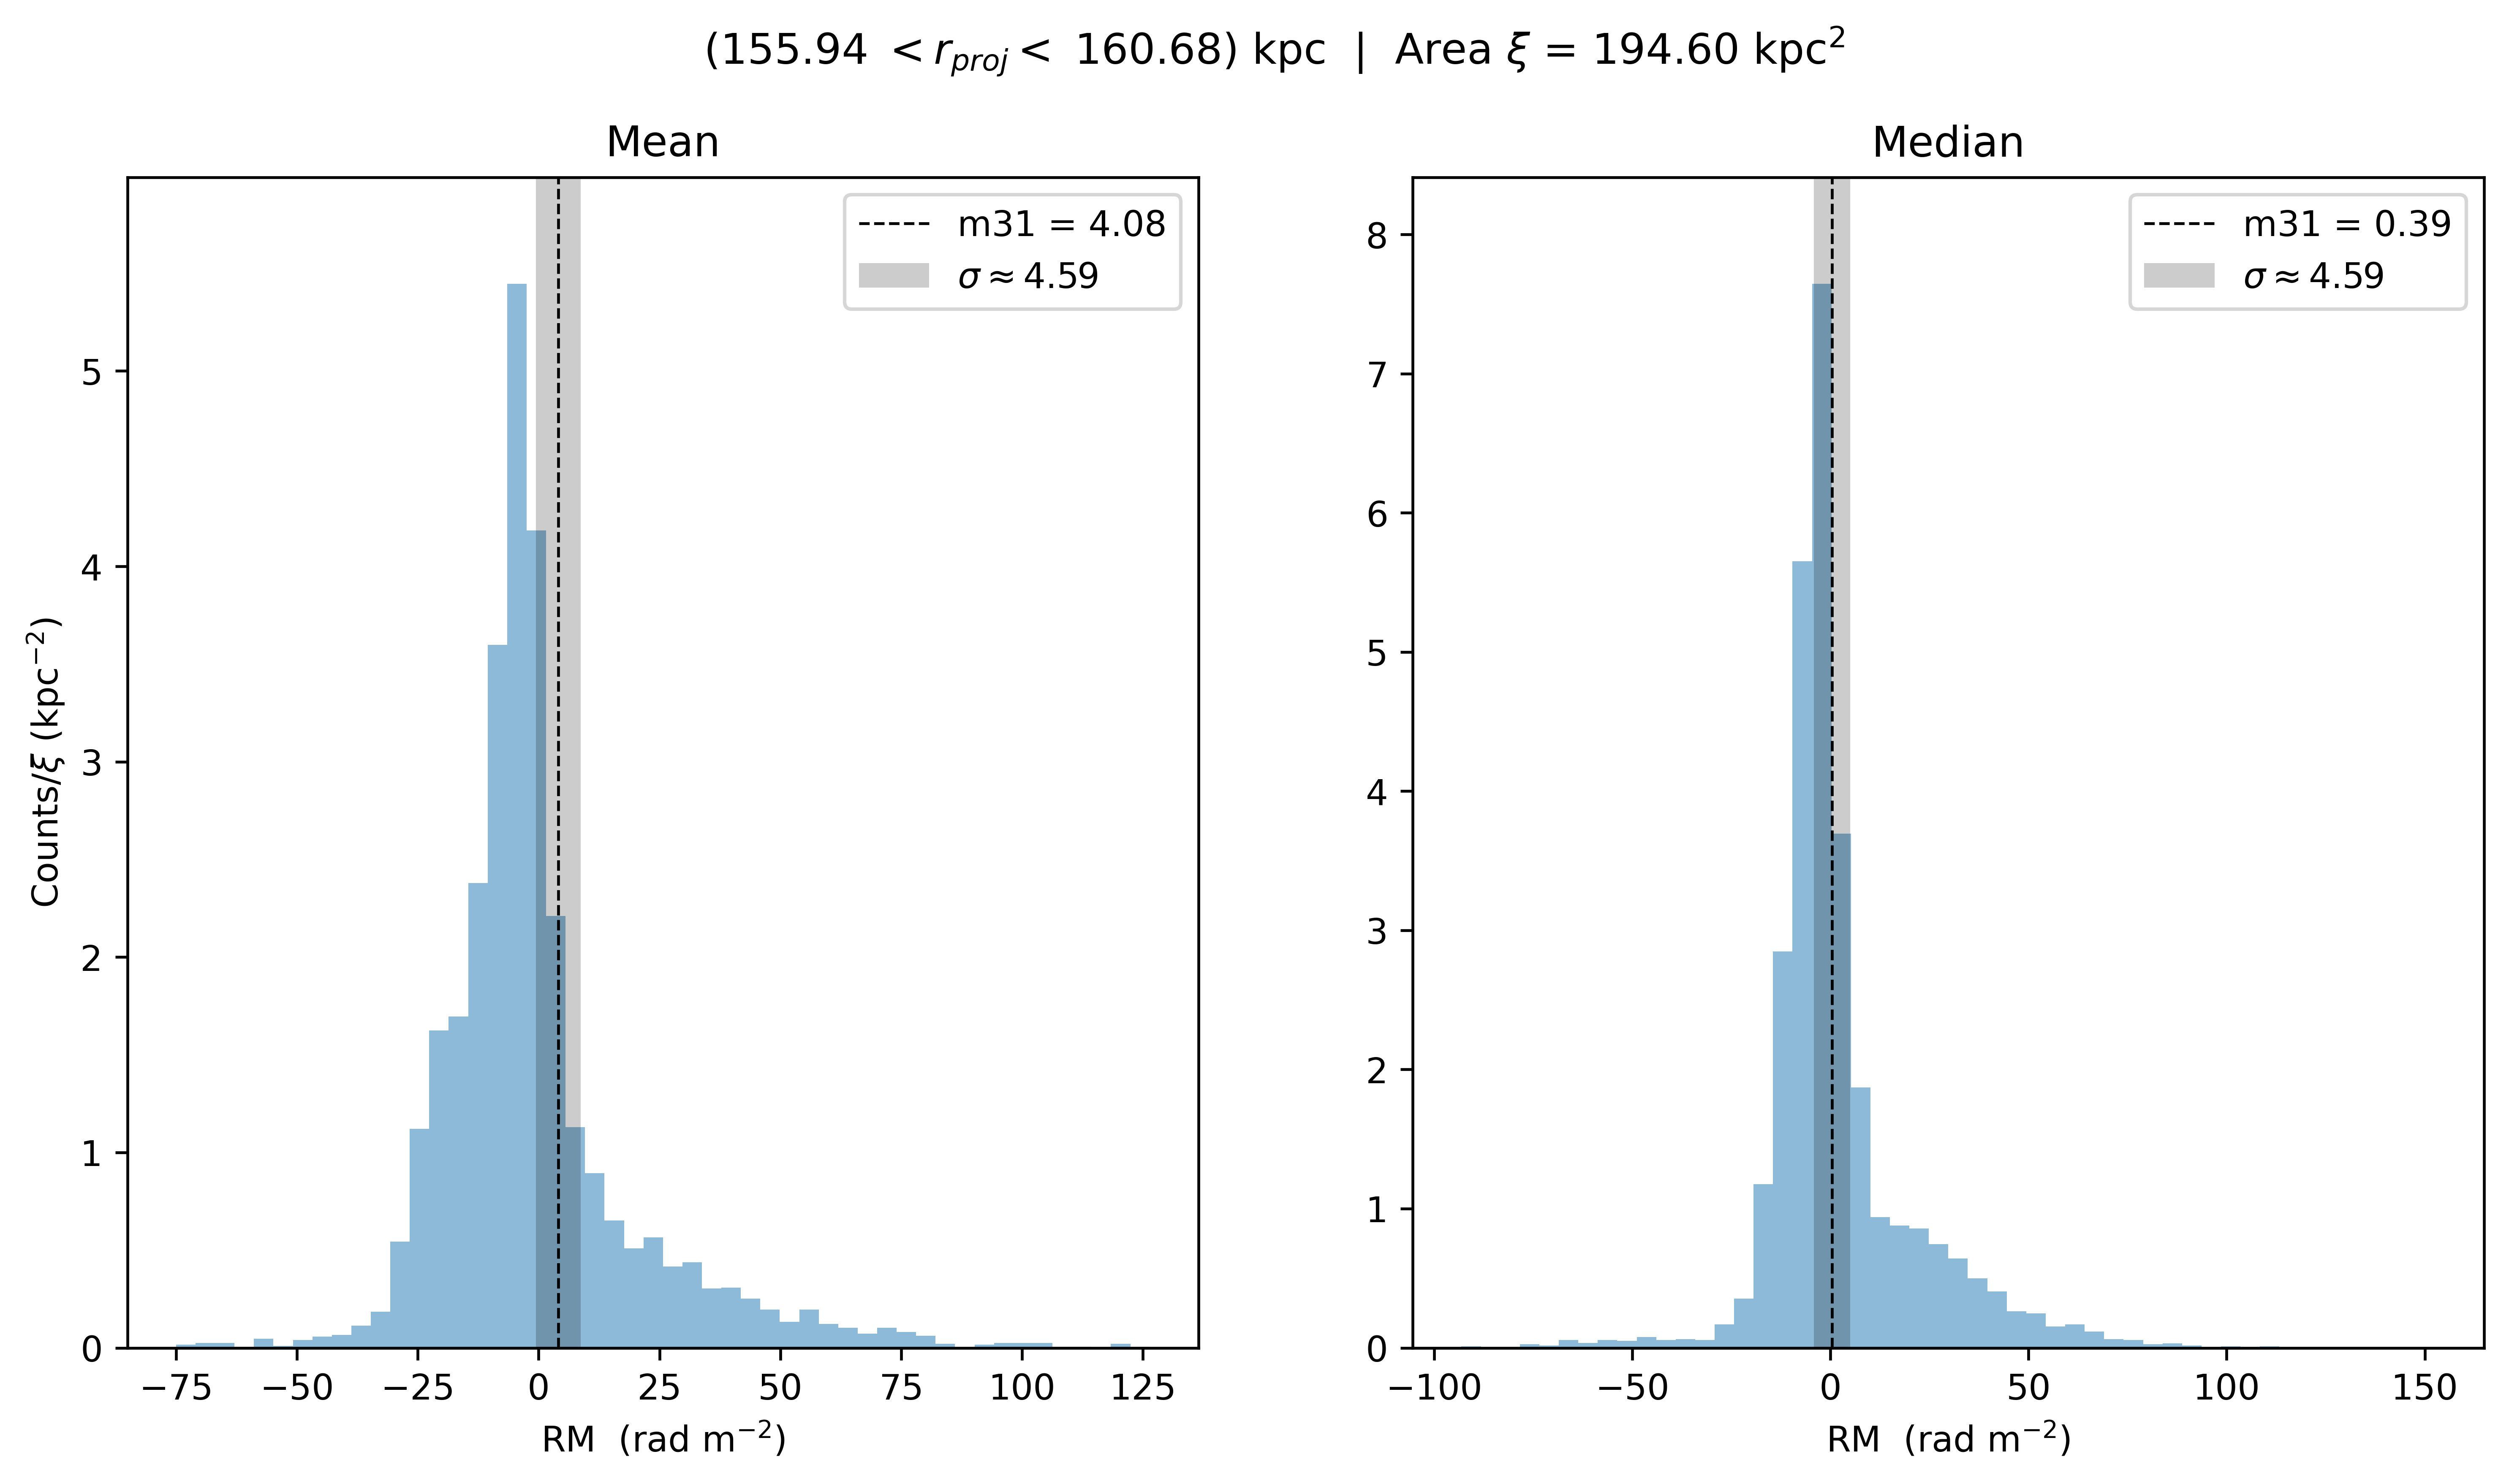 (155.94 < r_proj < 160.68) kpc | Area ξ = 194.60 kpc²
Mean
m31 = 4.08
σ ≈ 4.59
Counts/ξ (kpc⁻²)
5
4
3
2
1
0
−75 −50 −25 0 25 50 75 100 125
RM (rad m⁻²)
Median
m31 = 0.39
σ ≈ 4.59
8
7
6
5
4
3
2
1
0
−100 −50 0 50 100 150
RM (rad m⁻²)